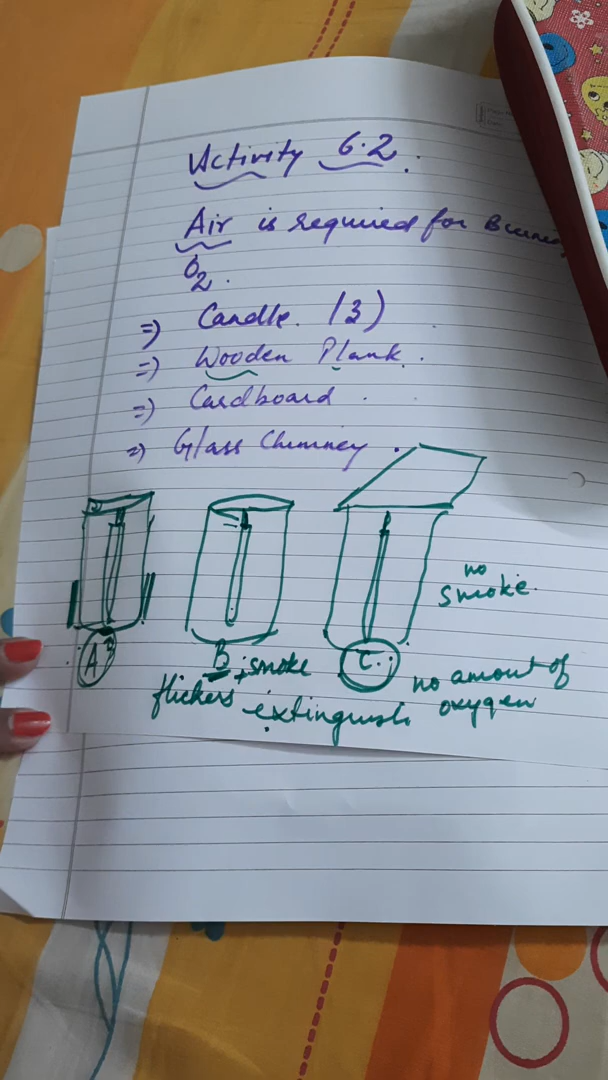 Activity 6.2.
Air is required for Burning
O2.
=> Candle. (3)
=> Wooden Plank.
=> Cardboard.
=> Glass Chimney.
no
smoke.
A B + smoke C.
flickers extinguish
no amount of
oxygen